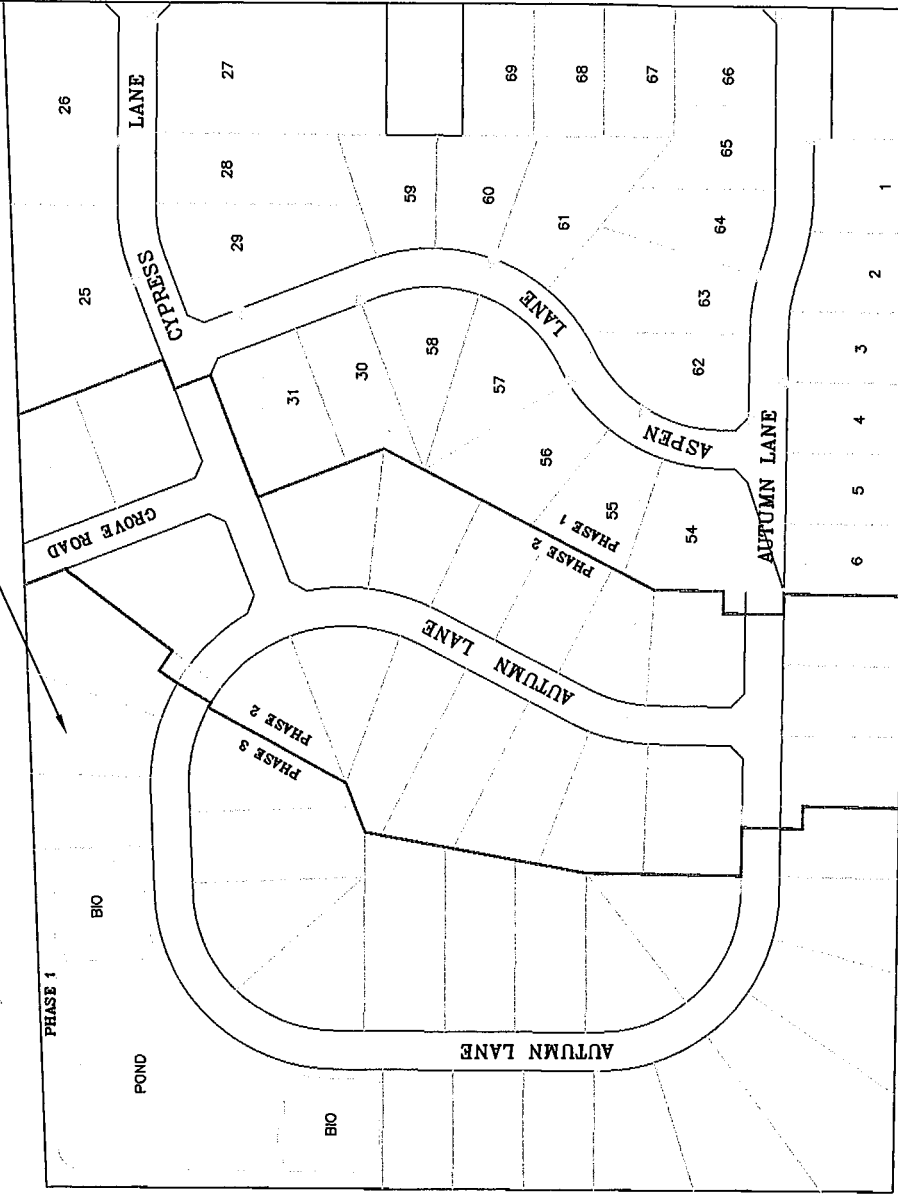 PHASE 1
26
LANE
27
25
CYPRESS
28
29
GROVE ROAD
31
30
58
59
60
69
68
67
66
65
61
64
63
62
57
56
55
54
LANE
ASPEN
PHASE 1
PHASE 2
AUTUMN LANE
PHASE 2
PHASE 3
AUTUMN LANE
1
2
3
4
5
6
BIO
POND
BIO
AUTUMN LANE